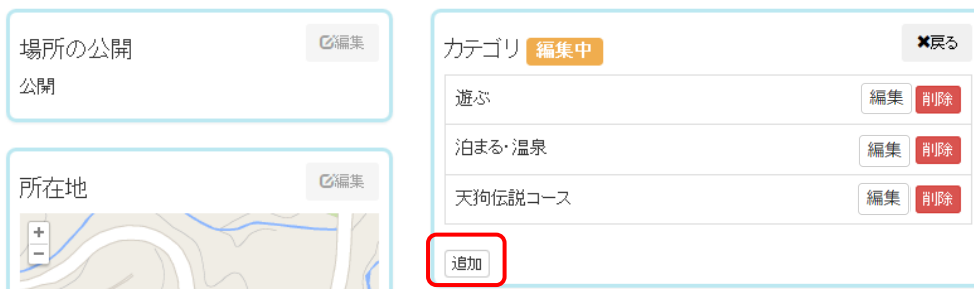 場所の公開
編集
公開
所在地
編集
+
−
カテゴリ 編集中
✖戻る
遊ぶ
編集 削除
泊まる・温泉
編集 削除
天狗伝説コース
編集 削除
追加